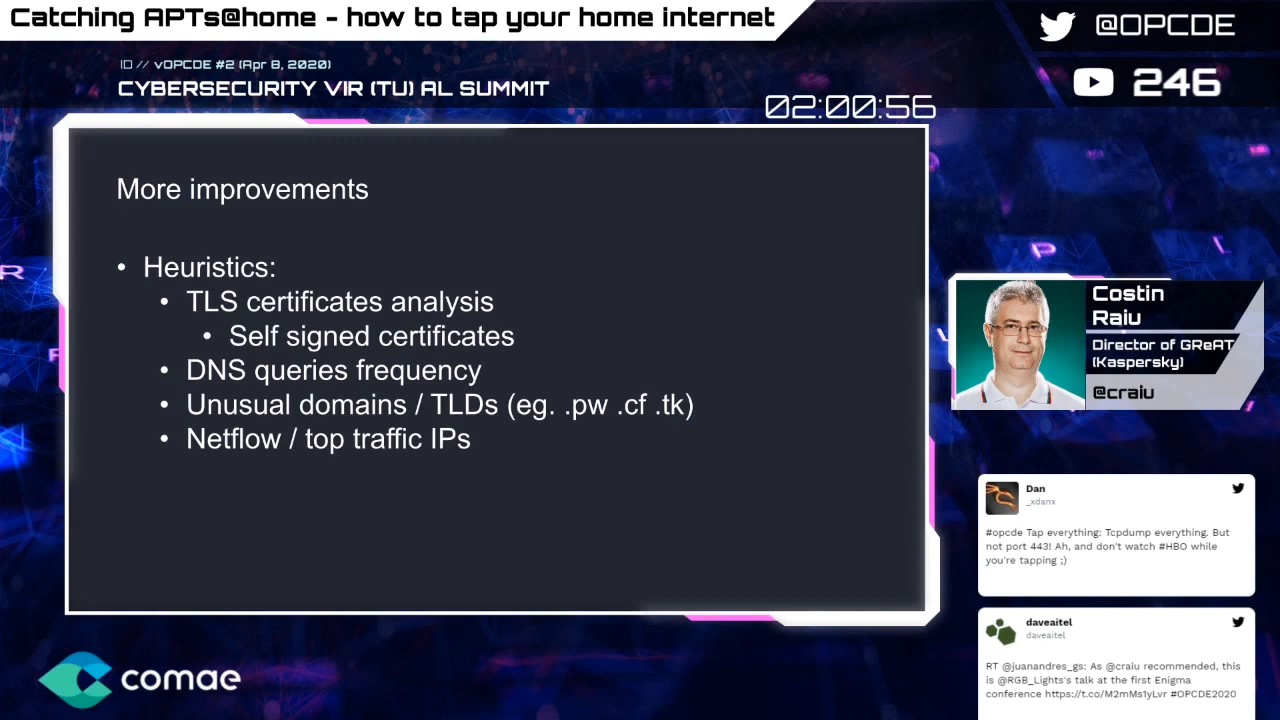 Catching APTs@home - how to tap your home internet
@OPCDE
ID // vOPCDE #2 (Apr 8, 2020)
CYBERSECURITY VIR (TU) AL SUMMIT
246
02:00:56
More improvements
• Heuristics:
• TLS certificates analysis
• Self signed certificates
• DNS queries frequency
• Unusual domains / TLDs (eg. .pw .cf .tk)
• Netflow / top traffic IPs
Costin
Raiu
Director of GReAT
(Kaspersky)
@craiu
Dan
_xdanx
#opcde Tap everything: Tcpdump everything. But
not port 443! Ah, and don't watch #HBO while
you're tapping ;)
daveaitel
daveaitel
RT @juanandres_gs: As @craiu recommended, this
is @RGB_Lights's talk at the first Enigma
conference https://t.co/M2mMs1yLvr #OPCDE2020
comae